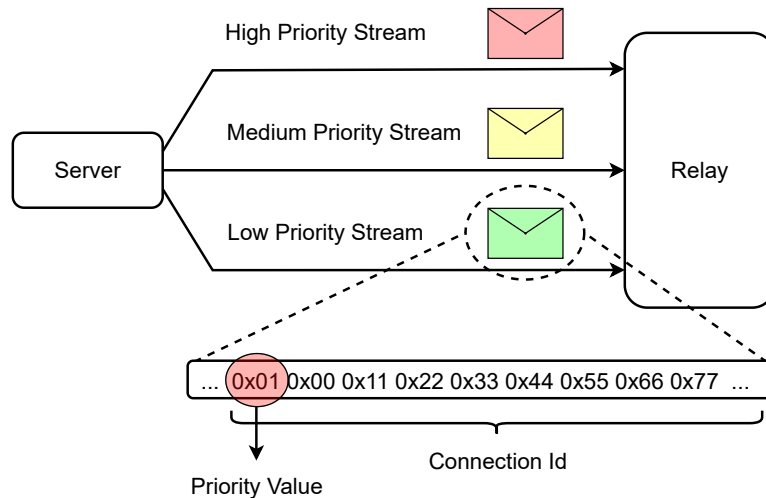 High Priority Stream
Medium Priority Stream
Server
Relay
Low Priority Stream
... 0x01 0x00 0x11 0x22 0x33 0x44 0x55 0x66 0x77 ...
Connection Id
Priority Value